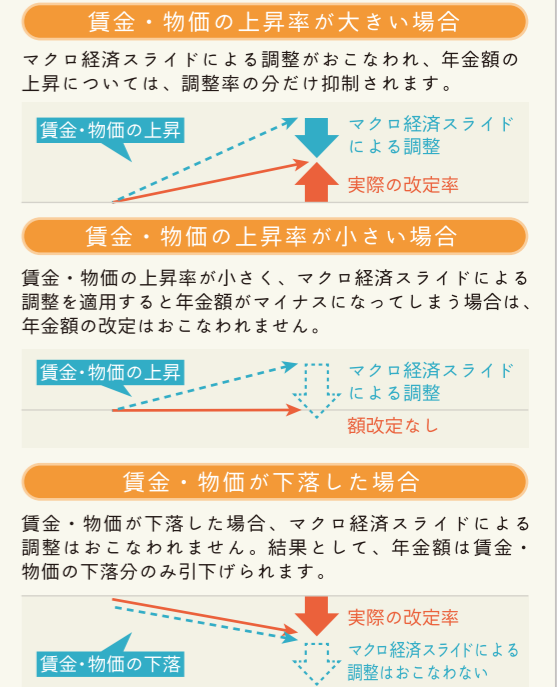 賃金・物価の上昇率が大きい場合
マクロ経済スライドによる調整がおこなわれ、年金額の
上昇については、調整率の分だけ抑制されます。
賃金・物価の上昇
マクロ経済スライド
による調整
実際の改定率
賃金・物価の上昇率が小さい場合
賃金・物価の上昇率が小さく、マクロ経済スライドによる
調整を適用すると年金額がマイナスになってしまう場合は、
年金額の改定はおこなわれません。
賃金・物価の上昇
マクロ経済スライド
による調整
額改定なし
賃金・物価が下落した場合
賃金・物価が下落した場合、マクロ経済スライドによる
調整はおこなわれません。結果として、年金額は賃金・
物価の下落分のみ引下げられます。
実際の改定率
マクロ経済スライドによる
調整はおこなわない
賃金・物価の下落